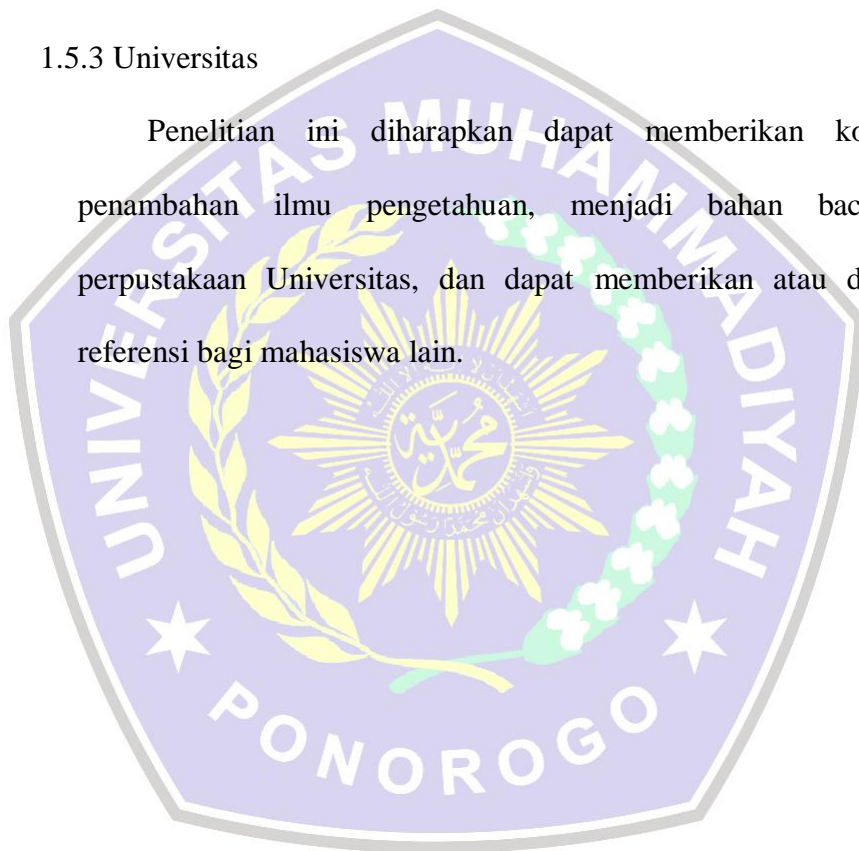 1.5.3 Universitas
Penelitian ini diharapkan dapat memberikan
penambahan ilmu pengetahuan, menjadi bahan
perpustakaan Universitas, dan dapat memberikan atau
referensi bagi mahasiswa lain.
UNIVERSITAS MUHAMMADIYAH
PONOROGO